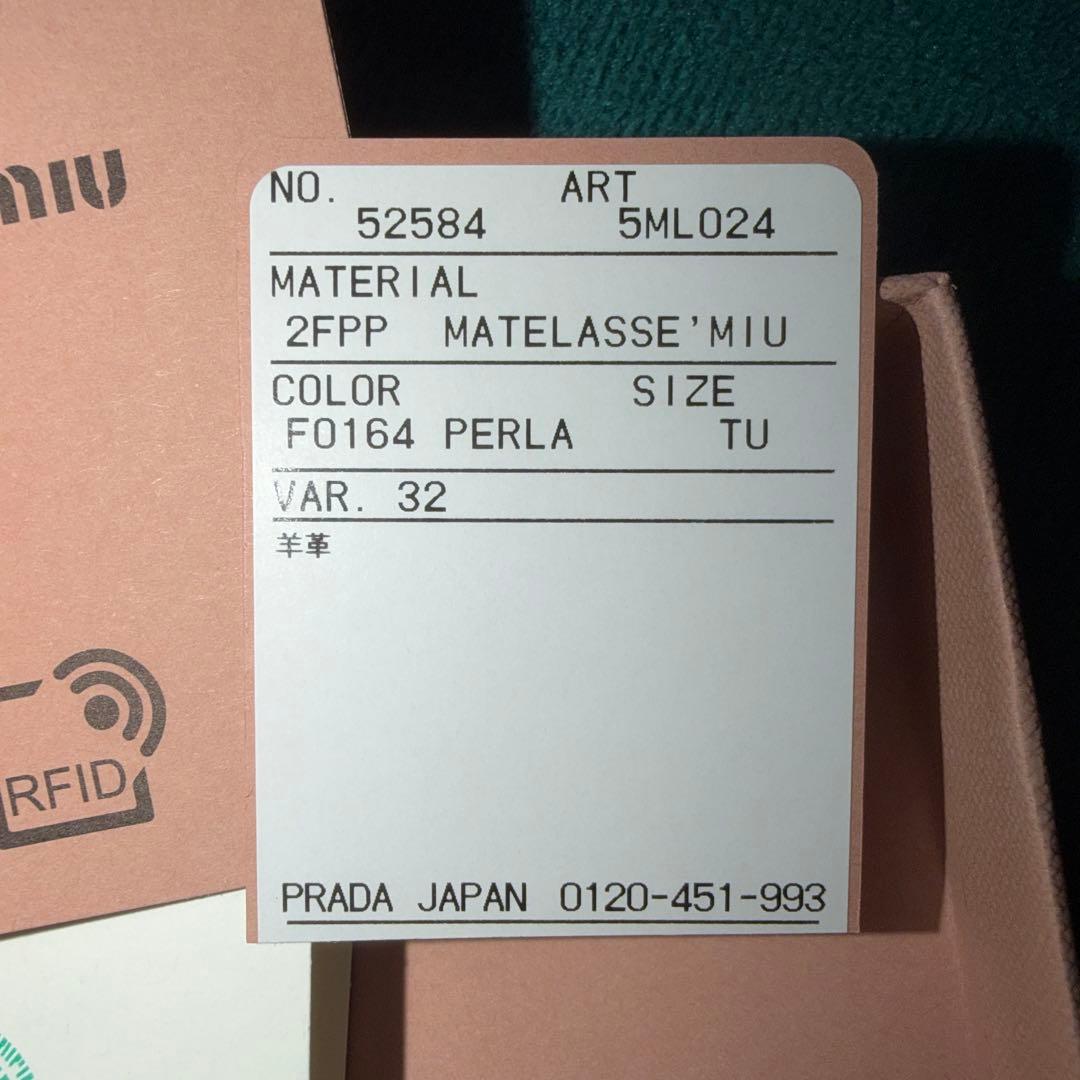 MIU
NO. ART
52584 5ML024
MATERIAL
2FPP MATELASSE'MIU
COLOR SIZE
F0164 PERLA TU
VAR. 32
羊革
RFID
PRADA JAPAN 0120-451-993